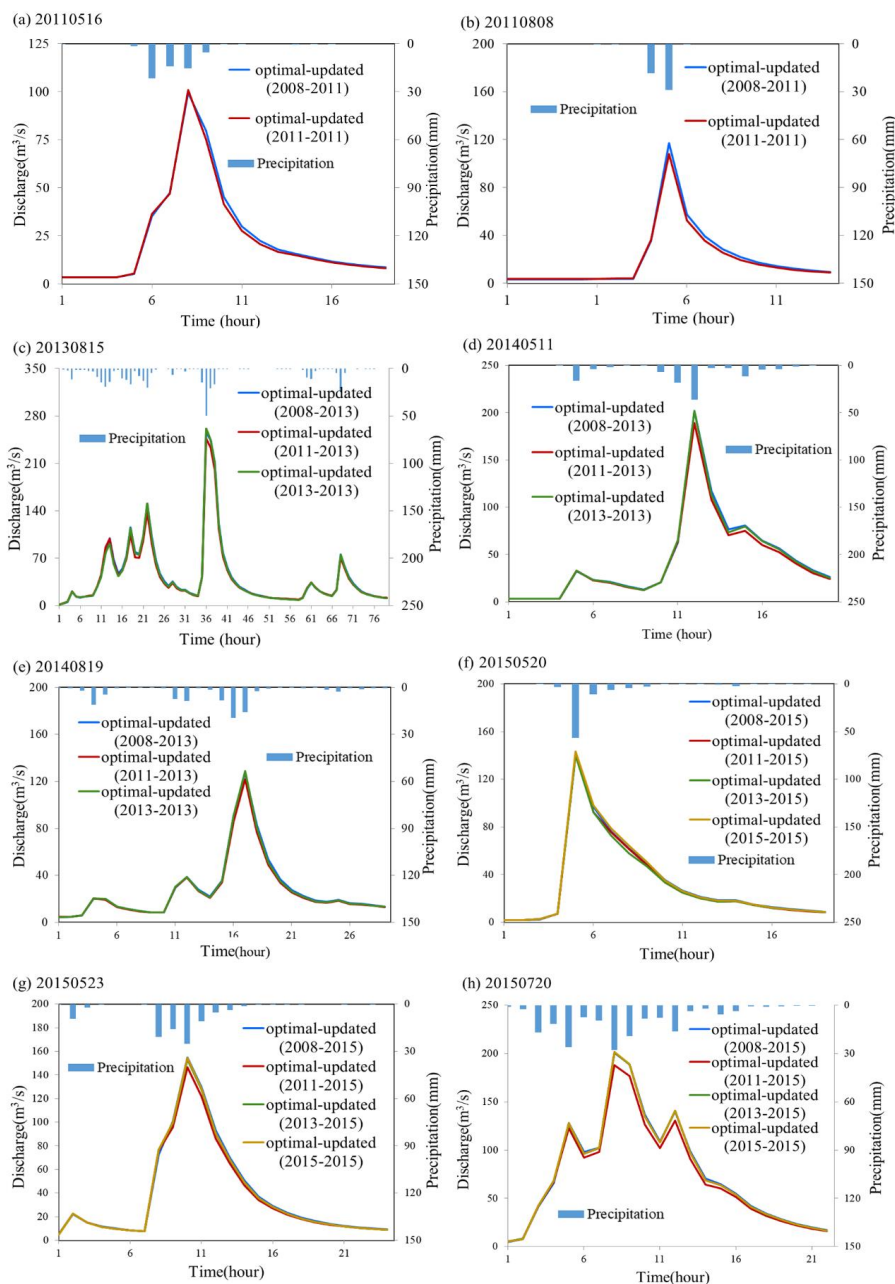 (a) 20110516
125
100
75
50
25
0
0
30
60
90
120
150
1
6
11
16
Discharge(m³/s)
Precipitation(mm)
Time (hour)
optimal-updated
(2008-2011)
optimal-updated
(2011-2011)
Precipitation
(b) 20110808
200
160
120
80
40
0
0
30
60
90
120
150
1
1
6
11
Discharge(m³/s)
Precipitation(mm)
Time (hour)
optimal-updated
(2008-2011)
Precipitation
optimal-updated
(2011-2011)
(c) 20130815
350
280
210
140
70
0
0
50
100
150
200
250
1 6 11 16 21 26 31 36 41 46 51 56 61 66 71 76
Discharge(m³/s)
Precipitation(mm)
Time (hour)
optimal-updated
(2008-2013)
Precipitation
optimal-updated
(2011-2013)
optimal-updated
(2013-2013)
(d) 20140511
250
200
150
100
50
0
0
50
100
150
200
250
1
6
11
16
Discharge(m³/s)
Precipitation(mm)
Time (hour)
optimal-updated
(2008-2013)
optimal-updated
(2011-2013)
Precipitation
optimal-updated
(2013-2013)
(e) 20140819
200
160
120
80
40
0
0
30
60
90
120
150
1
6
11
16
21
26
Discharge(m³/s)
Precipitation(mm)
Time(hour)
optimal-updated
(2008-2013)
optimal-updated
(2011-2013)
Precipitation
optimal-updated
(2013-2013)
(f) 20150520
200
160
120
80
40
0
0
50
100
150
200
250
1
6
11
16
Discharge(m³/s)
Precipitation(mm)
Time(hour)
optimal-updated
(2008-2015)
optimal-updated
(2011-2015)
optimal-updated
(2013-2015)
optimal-updated
(2015-2015)
Precipitation
(g) 20150523
200
180
160
140
120
100
80
60
40
20
0
0
30
60
90
120
150
1
6
11
16
21
Discharge(m³/s)
Precipitation(mm)
Time(hour)
optimal-updated
(2008-2015)
Precipitation
optimal-updated
(2011-2015)
optimal-updated
(2013-2015)
optimal-updated
(2015-2015)
(h) 20150720
250
200
150
100
50
0
0
30
60
90
120
150
1
6
11
16
21
Discharge(m³/s)
Precipitation(mm)
Time(hour)
optimal-updated
(2008-2015)
optimal-updated
(2011-2015)
optimal-updated
(2013-2015)
optimal-updated
(2015-2015)
Precipitation